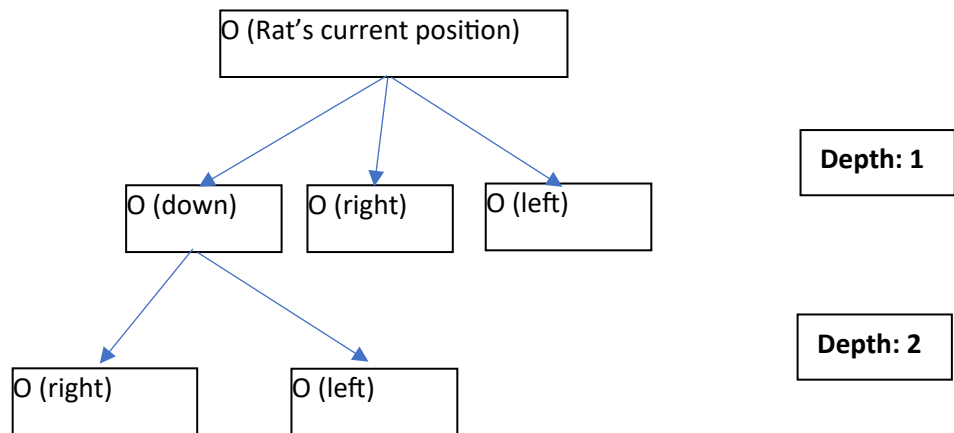 O (Rat’s current position)
Depth: 1
O (down)
O (right)
O (left)
Depth: 2
O (right)
O (left)